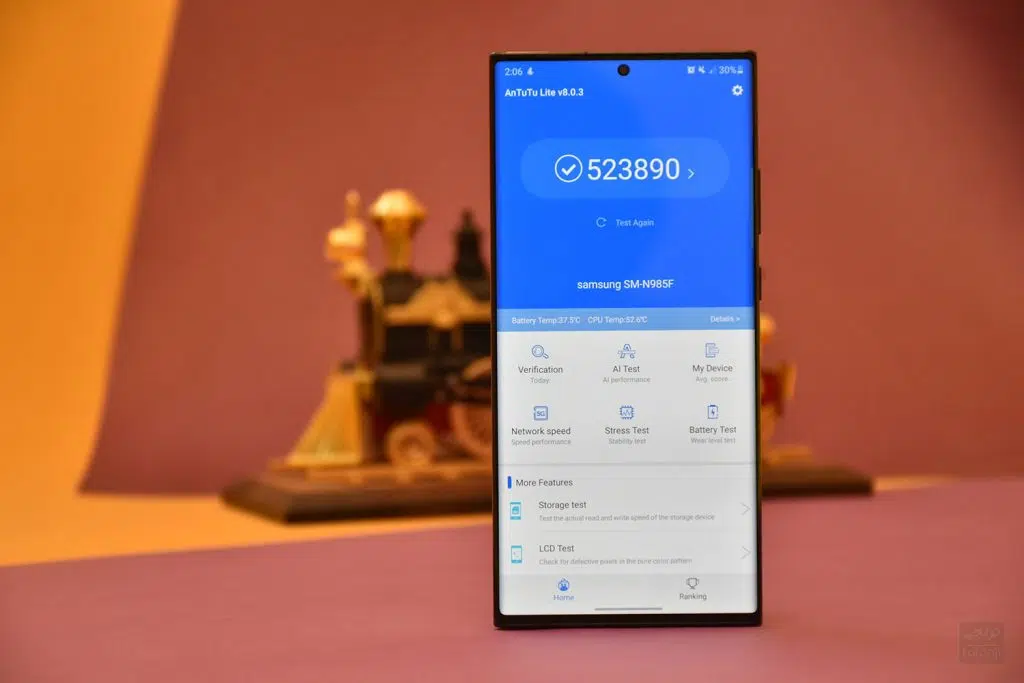 2:06
30%
AnTuTu Lite v8.0.3
523890 >
Test Again
samsung SM-N985F
Battery Temp:37.5℃ CPU Temp:52.6℃ Details >
Verification AI Test My Device
Today: AI performance Avg. score:
5G
Network speed Stress Test Battery Test
Speed performance Stability test Wear level test
More Features
Storage test
Test the actual read and write speed of the storage device
LCD Test
Check for defective pixels in the pure color pattern
Home Ranking